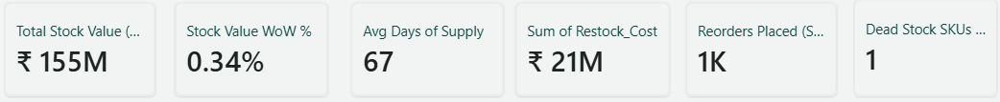 Total Stock Value (...
₹ 155M
Stock Value WoW %
0.34%
Avg Days of Supply
67
Sum of Restock_Cost
₹ 21M
Reorders Placed (S...
1K
Dead Stock SKUs ...
1